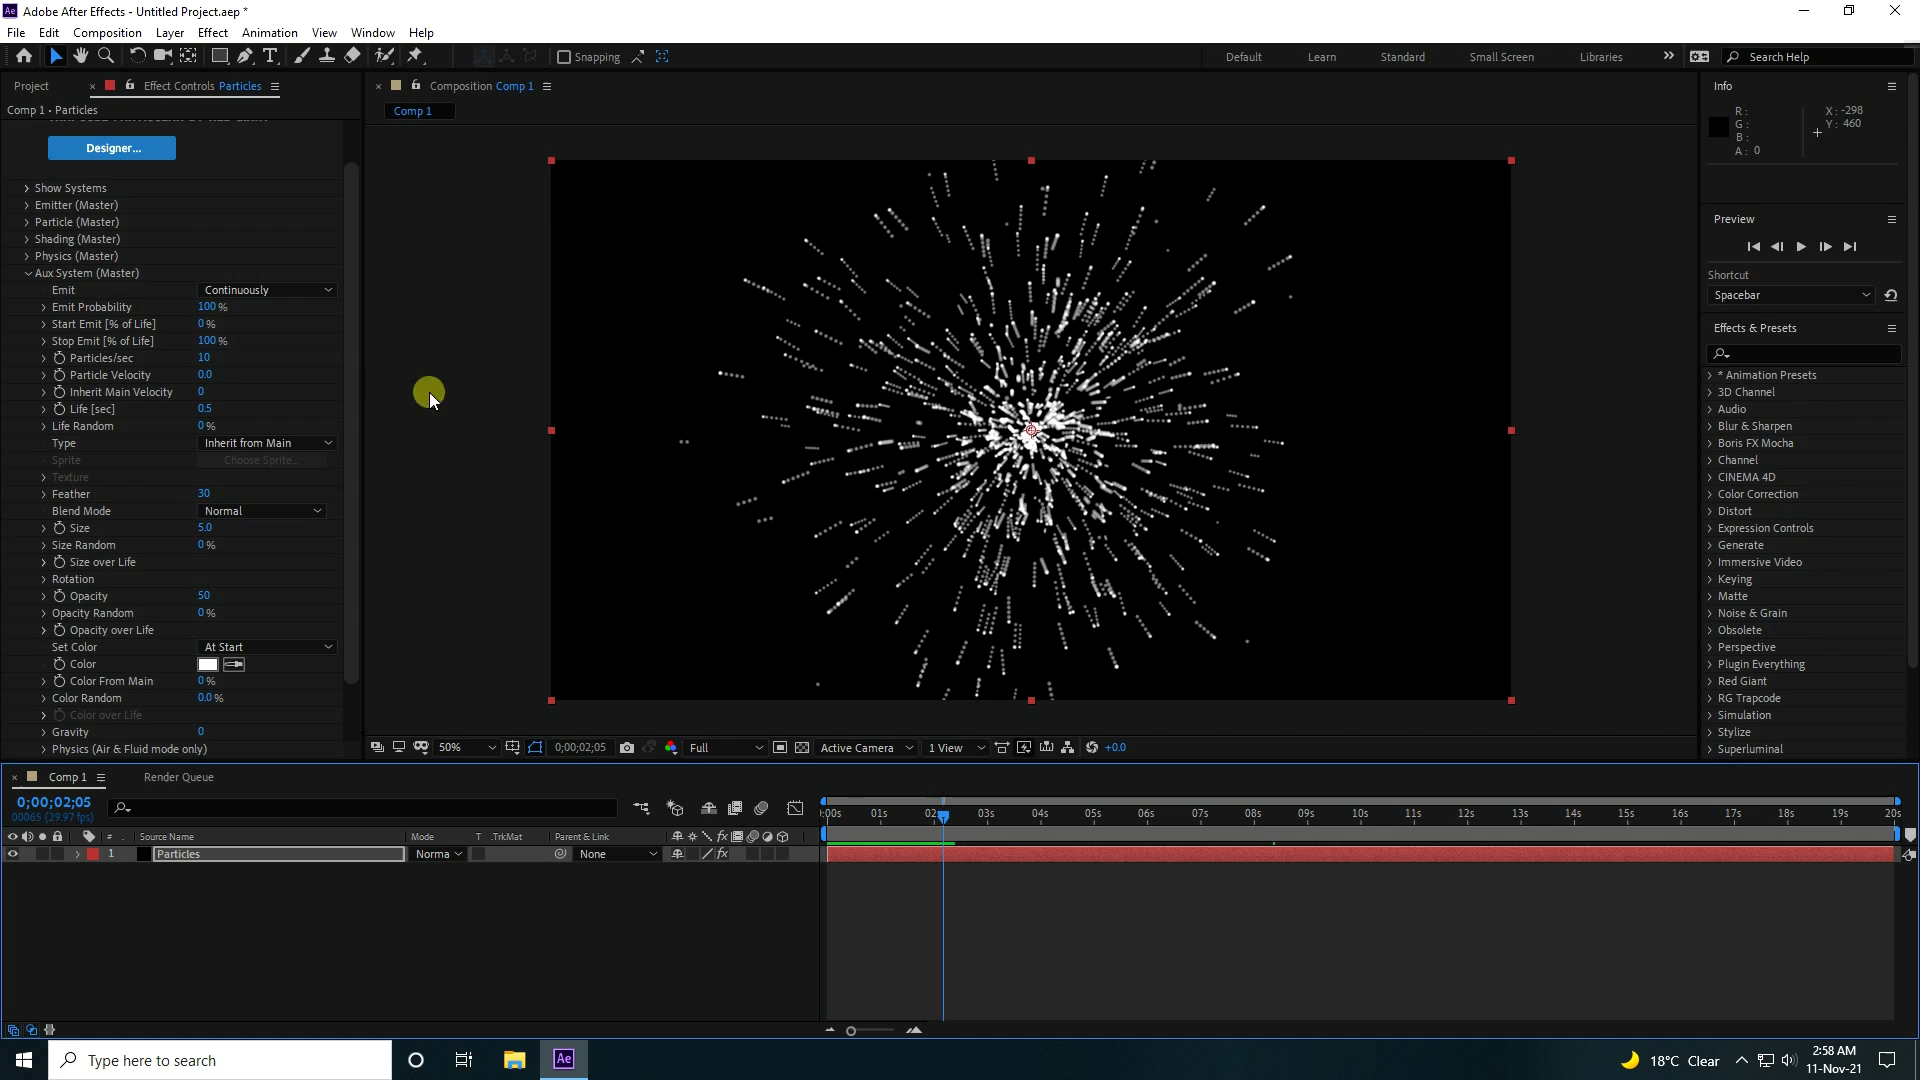 Adobe After Effects - Untitled Project.aep *
File Edit Composition Layer Effect Animation View Window Help
Snapping
Default Learn Standard Small Screen Libraries
Search Help
Project
Effect Controls Particles
Comp 1 • Particles
Designer...
Show Systems
Emitter (Master)
Particle (Master)
Shading (Master)
Physics (Master)
Aux System (Master)
Emit Continuously
Emit Probability 100 %
Start Emit [% of Life] 0 %
Stop Emit [% of Life] 100 %
Particles/sec 10
Particle Velocity 0.0
Inherit Main Velocity 0
Life [sec] 0.5
Life Random 0 %
Type Inherit from Main
Sprite Choose Sprite...
Texture
Feather 30
Blend Mode Normal
Size 5.0
Size Random 0 %
Size over Life
Rotation
Opacity 50
Opacity Random 0 %
Opacity over Life
Set Color At Start
Color
Color From Main 0 %
Color Random 0.0 %
Color over Life
Gravity 0
Physics (Air & Fluid mode only)
Composition Comp 1
Comp 1
50% 0;00;02;05 Full Active Camera 1 View +0.0
Info
R :
G :
B :
A : 0
X : -298
Y : 460
Preview
Shortcut
Spacebar
Effects & Presets
* Animation Presets
3D Channel
Audio
Blur & Sharpen
Boris FX Mocha
Channel
CINEMA 4D
Color Correction
Distort
Expression Controls
Generate
Immersive Video
Keying
Matte
Noise & Grain
Obsolete
Perspective
Plugin Everything
Red Giant
RG Trapcode
Simulation
Stylize
Superluminal
Comp 1
Render Queue
0;00;02;05
00065 (29.97 fps)
# Source Name Mode T .TrkMat Parent & Link
1 Particles Norma None
:00s 01s 02 03s 04s 05s 06s 07s 08s 09s 10s 11s 12s 13s 14s 15s 16s 17s 18s 19s 20s
Type here to search
Ae
18°C Clear
2:58 AM
11-Nov-21